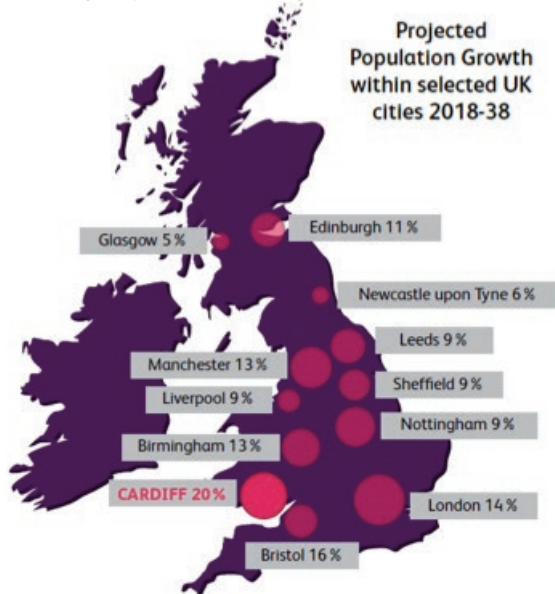 Projected
Population Growth
within selected UK
cities 2018-38
Edinburgh 11%
Glasgow 5%
Newcastle upon Tyne 6%
Leeds 9%
Manchester 13%
Sheffield 9%
Liverpool 9%
Nottingham 9%
Birmingham 13%
CARDIFF 20%
London 14%
Bristol 16%